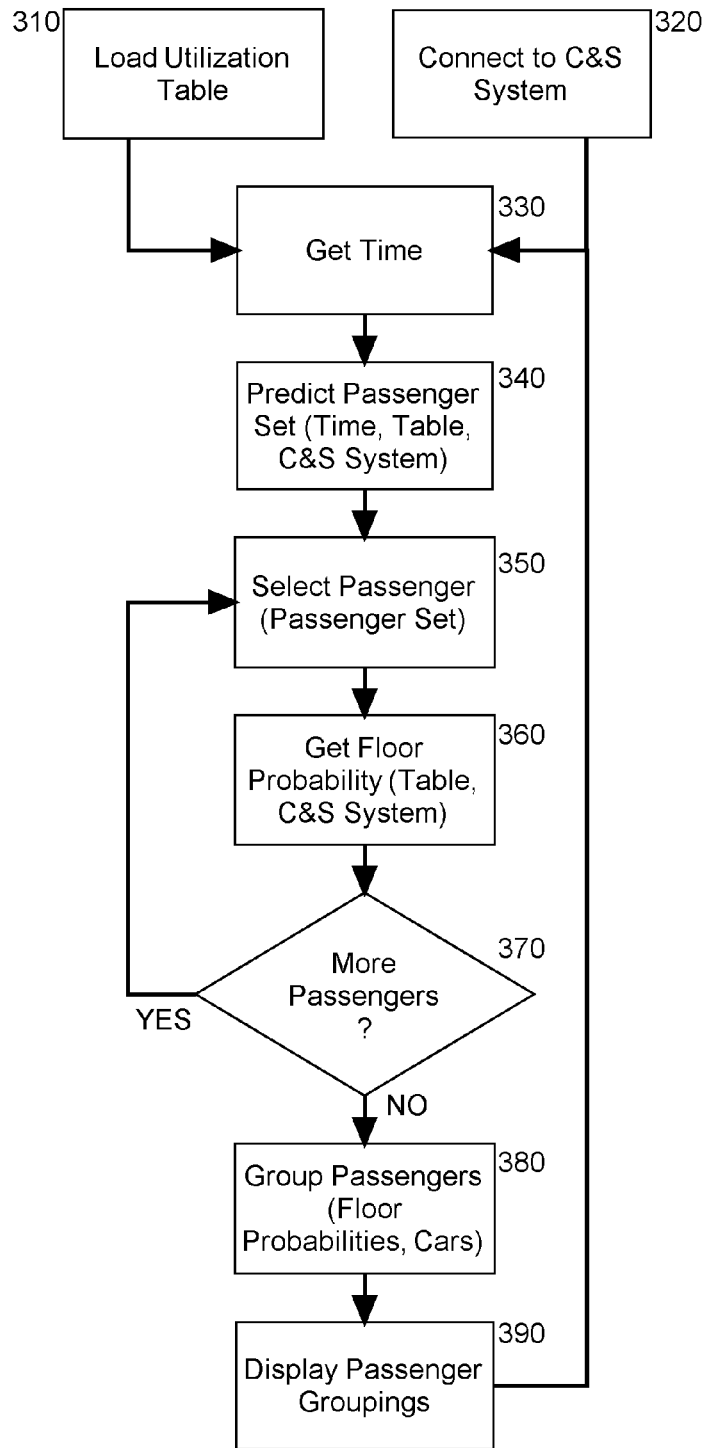 310
Load Utilization
Table
320
Connect to C&S
System
330
Get Time
340
Predict Passenger
Set (Time, Table,
C&S System)
350
Select Passenger
(Passenger Set)
360
Get Floor
Probability (Table,
C&S System)
370
More
Passengers
?
YES
NO
380
Group Passengers
(Floor
Probabilities, Cars)
390
Display Passenger
Groupings